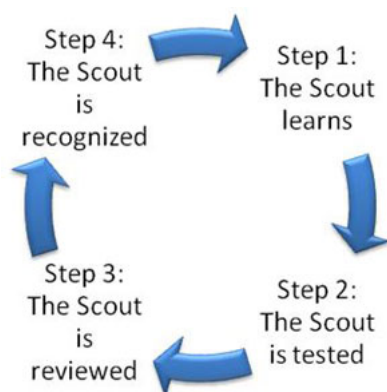 Step 1:
The Scout
learns
Step 2:
The Scout
is tested
Step 3:
The Scout
is
reviewed
Step 4:
The Scout
is
recognized